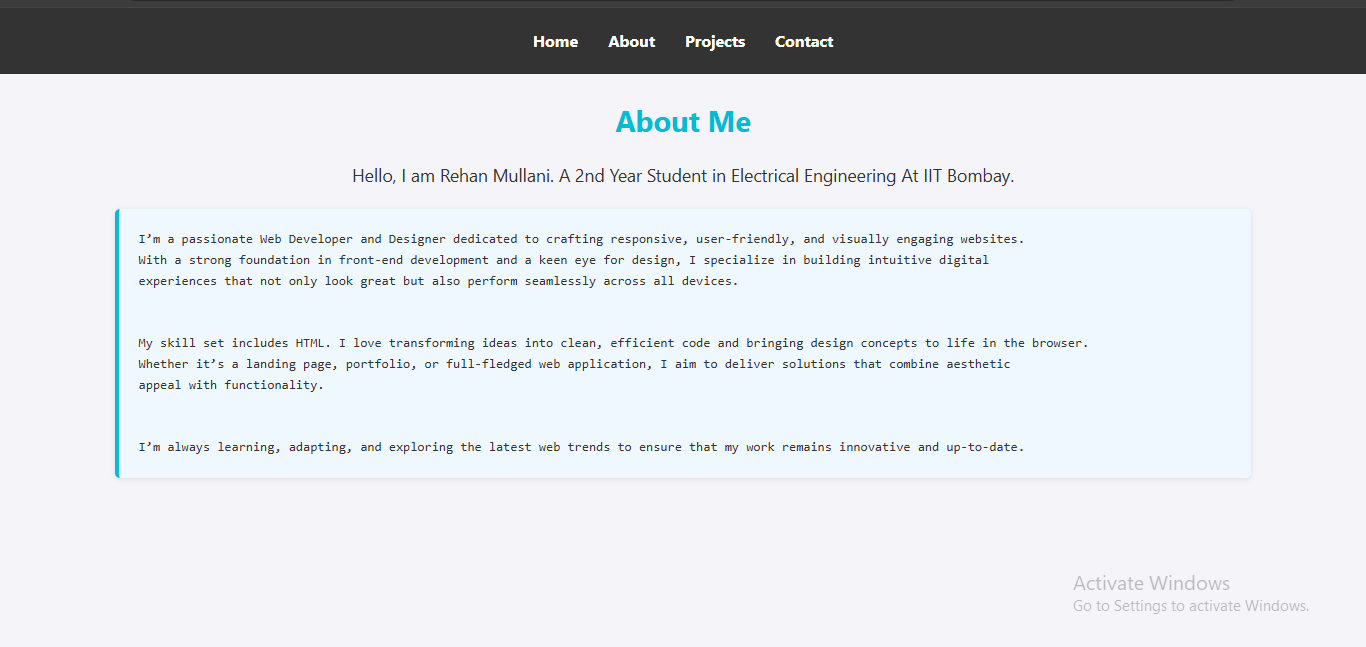 Home About Projects Contact
About Me
Hello, I am Rehan Mullani. A 2nd Year Student in Electrical Engineering At IIT Bombay.
I’m a passionate Web Developer and Designer dedicated to crafting responsive, user-friendly, and visually engaging websites.
With a strong foundation in front-end development and a keen eye for design, I specialize in building intuitive digital
experiences that not only look great but also perform seamlessly across all devices.
My skill set includes HTML. I love transforming ideas into clean, efficient code and bringing design concepts to life in the browser.
Whether it’s a landing page, portfolio, or full-fledged web application, I aim to deliver solutions that combine aesthetic
appeal with functionality.
I’m always learning, adapting, and exploring the latest web trends to ensure that my work remains innovative and up-to-date.
Activate Windows
Go to Settings to activate Windows.